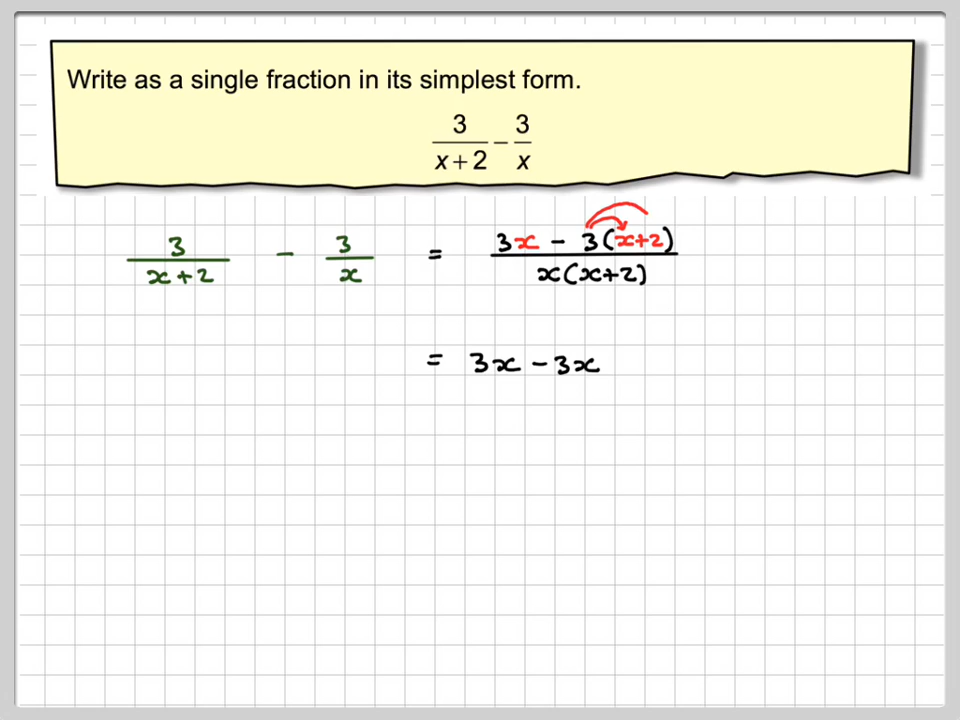 Write as a single fraction in its simplest form.
3/(x+2) − 3/x
3/(x+2) − 3/x = (3x − 3(x+2))/(x(x+2))
= 3x − 3x